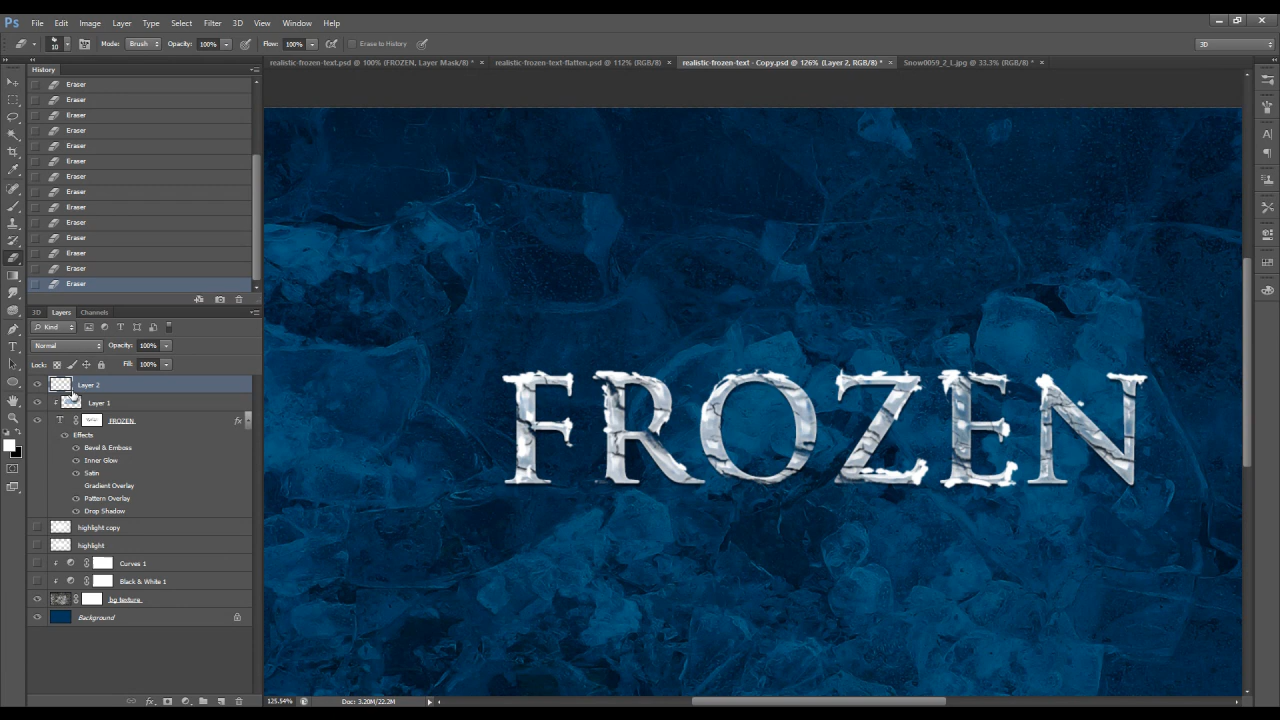 Ps File Edit Image Layer Type Select Filter 3D View Window Help
10 Mode: Brush Opacity: 100% Flow: 100% Erase to History 3D
realistic-frozen-text.psd @ 100% (FROZEN, Layer Mask/8) * × realistic-frozen-text-flatten.psd @ 112% (RGB/8) × realistic-frozen-text - Copy.psd @ 126% (Layer 2, RGB/8) * × Snow0059_2_L.jpg @ 33.3% (RGB/8) * ×
History
Eraser
Eraser
Eraser
Eraser
Eraser
Eraser
Eraser
Eraser
Eraser
Eraser
Eraser
Eraser
Eraser
Eraser
3D Layers Channels
Kind T
Normal Opacity: 100%
Lock: Fill: 100%
Layer 2
Layer 1
T FROZEN fx
Effects
Bevel & Emboss
Inner Glow
Satin
Gradient Overlay
Pattern Overlay
Drop Shadow
highlight copy
highlight
Curves 1
Black & White 1
bg texture
Background
fx
FROZEN
125.54% Doc: 3.20M/22.2M